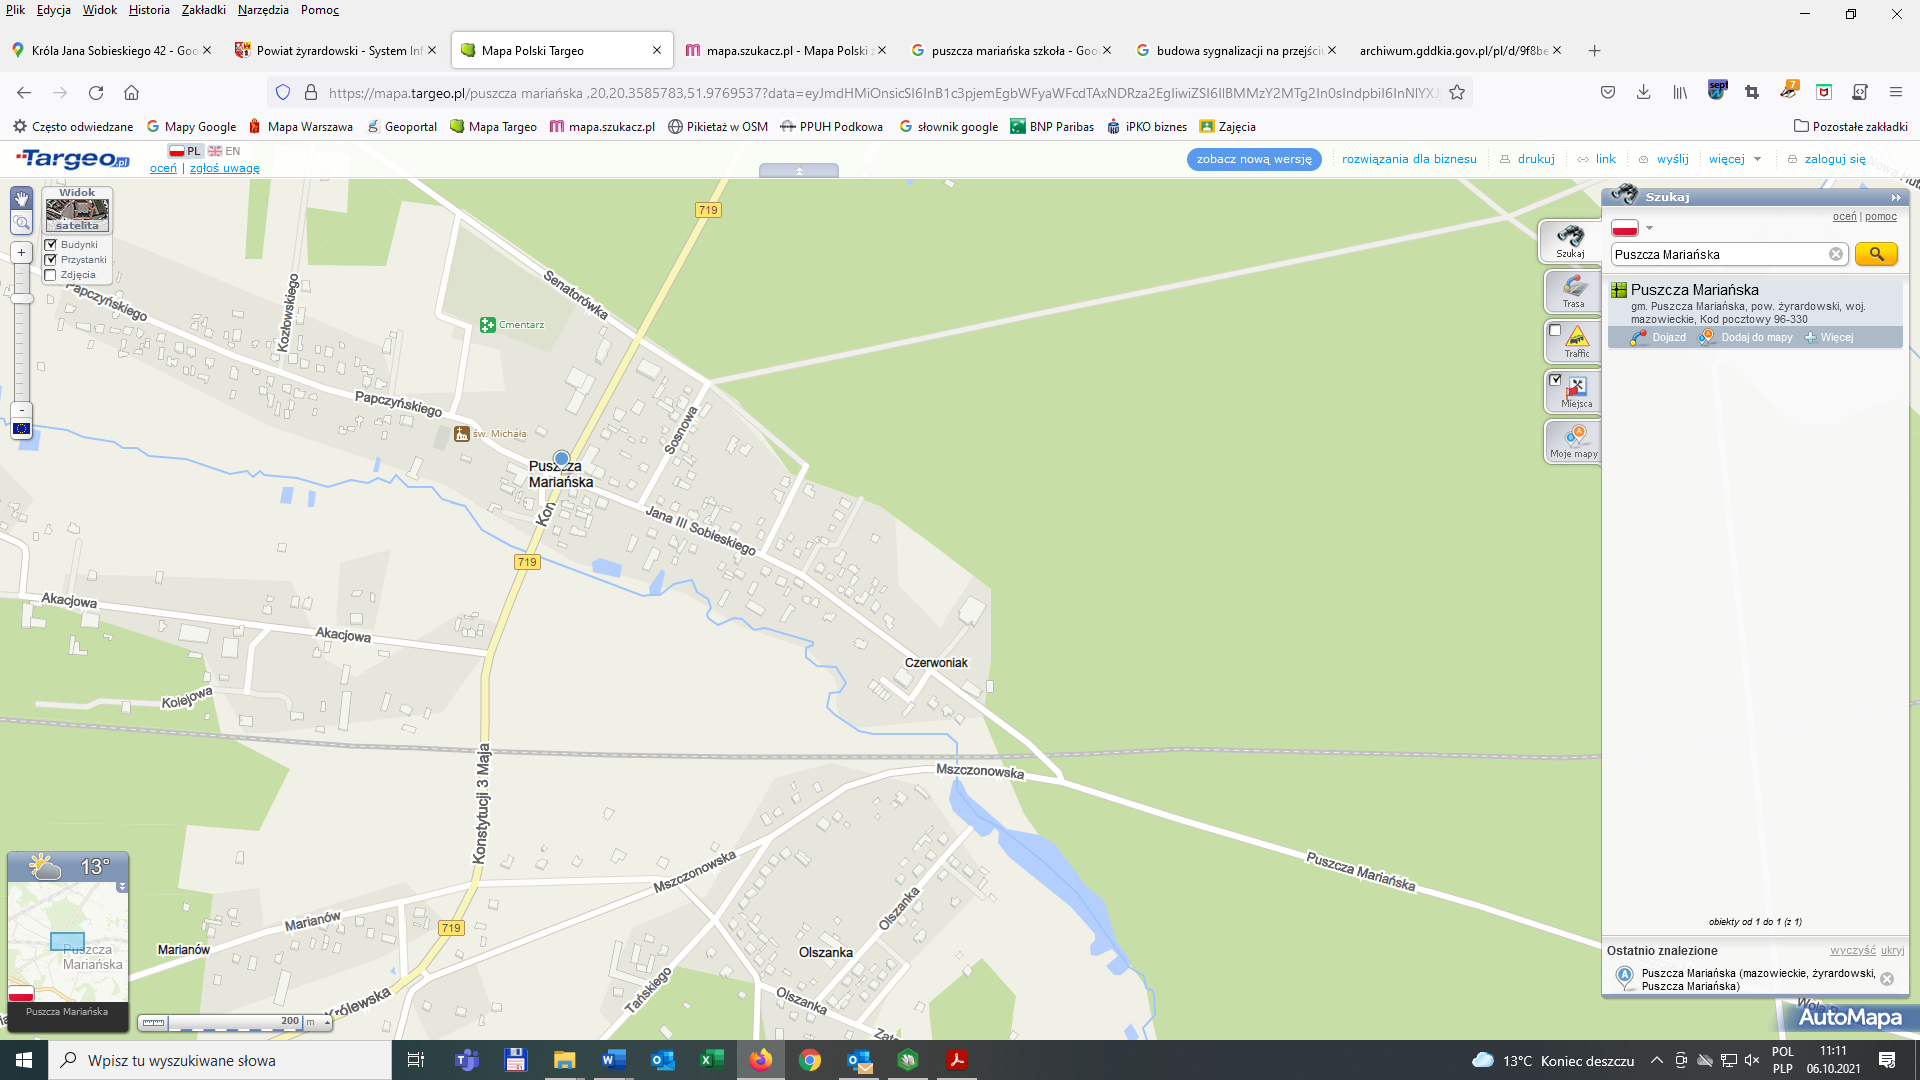 Plik Edycja Widok Historia Zakładki Narzędzia Pomoc
Króla Jana Sobieskiego 42 - Goo
Powiat żyrardowski - System Inf
Mapa Polski Targeo
mapa.szukacz.pl - Mapa Polski z
puszcza mariańska szkoła - Goo
budowa sygnalizacji na przejści
archiwum.gddkia.gov.pl/pl/d/9f8be
https://mapa.targeo.pl/puszcza mariańska ,20,20.3585783,51.9769537?data=
Często odwiedzane
Mapy Google
Mapa Warszawa
Geoportal
Mapa Targeo
mapa.szukacz.pl
Pikietaż w OSM
PPUH Podkowa
słownik google
BNP Paribas
iPKO biznes
Zajęcia
Pozostałe zakładki
Targeo.pl
PL EN
oceń | zgłoś uwagę
zobacz nową wersję
rozwiązania dla biznesu
drukuj
link
wyślij
więcej
zaloguj się
Widok
satelita
Budynki
Przystanki
Zdjęcia
+
-
719
Senatorówka
Kozłowskiego
Papczyńskiego
Cmentarz
Papczyńskiego
św. Michała
Sosnowa
Puszcza
Mariańska
Kon
Jana III Sobieskiego
719
Akacjowa
Akacjowa
Kolejowa
Czerwoniak
Konstytucji 3 Maja
Mszczonowska
Mszczonowska
Puszcza Mariańska
Olszanka
Marianów
Marianów
719
Olszanka
Królewska
Tańskiego
Olszanka
Szukaj
Trasa
Traffic
Miejsca
Moje mapy
Szukaj
oceń | pomoc
Puszcza Mariańska
Puszcza Mariańska
gm. Puszcza Mariańska, pow. żyrardowski, woj.
mazowieckie, Kod pocztowy 96-330
Dojazd
Dodaj do mapy
Więcej
obiekty od 1 do 1 (z 1)
Ostatnio znalezione
wyczyść ukryj
A
Puszcza Mariańska (mazowieckie, żyrardowski,
Puszcza Mariańska)
AutoMapa
13°
Puszcza
Mariańska
Puszcza Mariańska
200 m
Wpisz tu wyszukiwane słowa
13°C Koniec deszczu
POL
PLP
11:11
06.10.2021